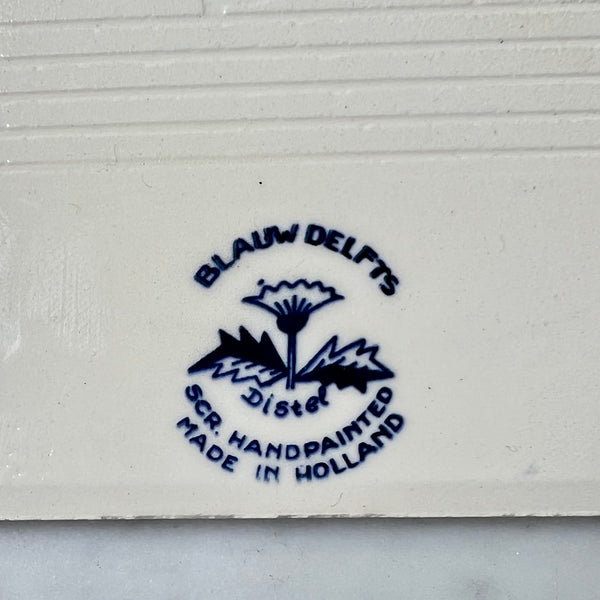 BLAUW DELFTS
Distel
SCR. HANDPAINTED
MADE IN HOLLAND